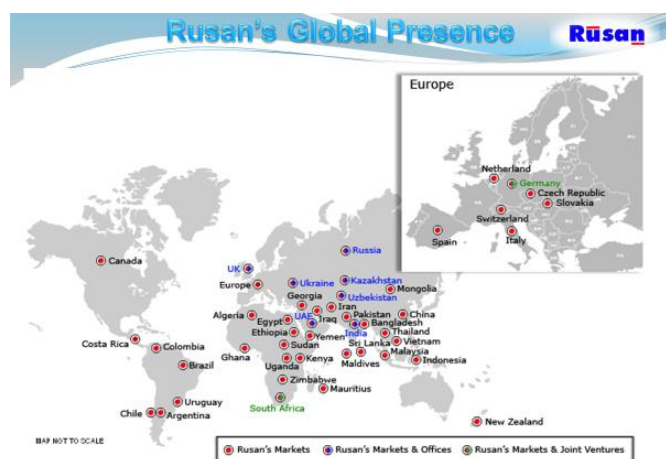 Rusan's Global Presence
Rūsan
Europe
Netherland
Germany
Czech Republic
Slovakia
Switzerland
Spain
Italy
Russia
Canada
UK
Ukraine
Kazakhstan
Europe
Mongolia
Uzbekistan
Georgia
Iran
Algeria
Egypt
UAE
Iraq
Pakistan
China
Ethiopia
Yemen
India
Bangladesh
Costa Rica
Thailand
Colombia
Ghana
Sudan
Sri Lanka
Vietnam
Brazil
Uganda
Kenya
Maldives
Malaysia
Indonesia
Zimbabwe
Mauritius
Uruguay
South Africa
Chile
Argentina
New Zealand
MAP NOT TO SCALE
Rusan's Markets
Rusan's Markets & Offices
Rusan's Markets & Joint Ventures